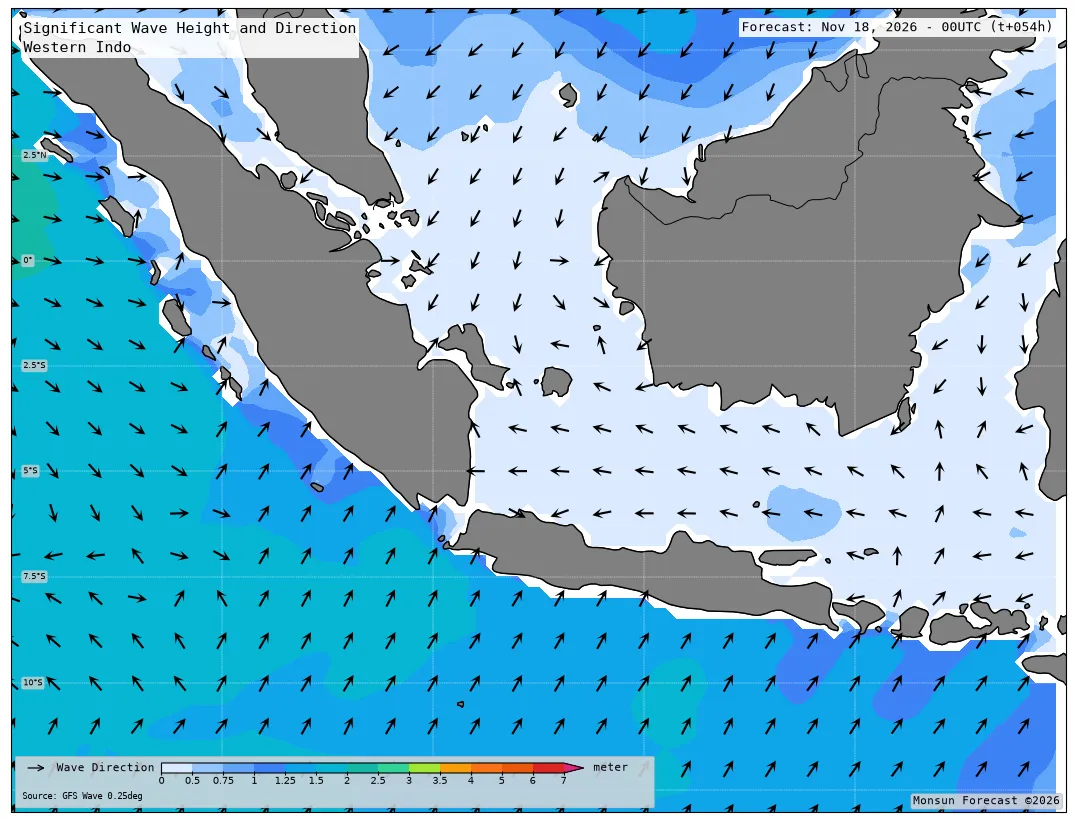 Significant Wave Height and Direction
Western Indo
Forecast: Nov 18, 2026 - 00UTC (t+054h)
2.5°N
0°
2.5°S
5°S
7.5°S
10°S
Wave Direction
0 0.5 0.75 1 1.25 1.5 2 2.5 3 3.5 4 5 6 7
meter
Source: GFS Wave 0.25deg
Monsun Forecast ©2026